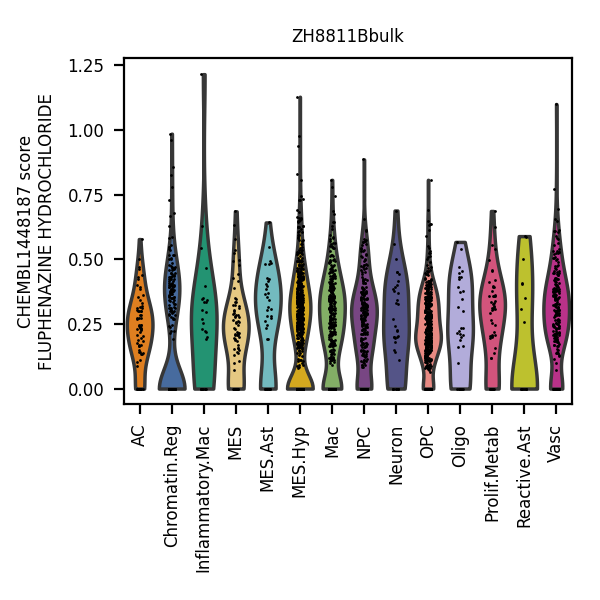 ZH8811Bbulk
CHEMBL1448187 score
FLUPHENAZINE HYDROCHLORIDE
1.25
1.00
0.75
0.50
0.25
0.00
AC
Chromatin.Reg
Inflammatory.Mac
MES
MES.Ast
MES.Hyp
Mac
NPC
Neuron
OPC
Oligo
Prolif.Metab
Reactive.Ast
Vasc